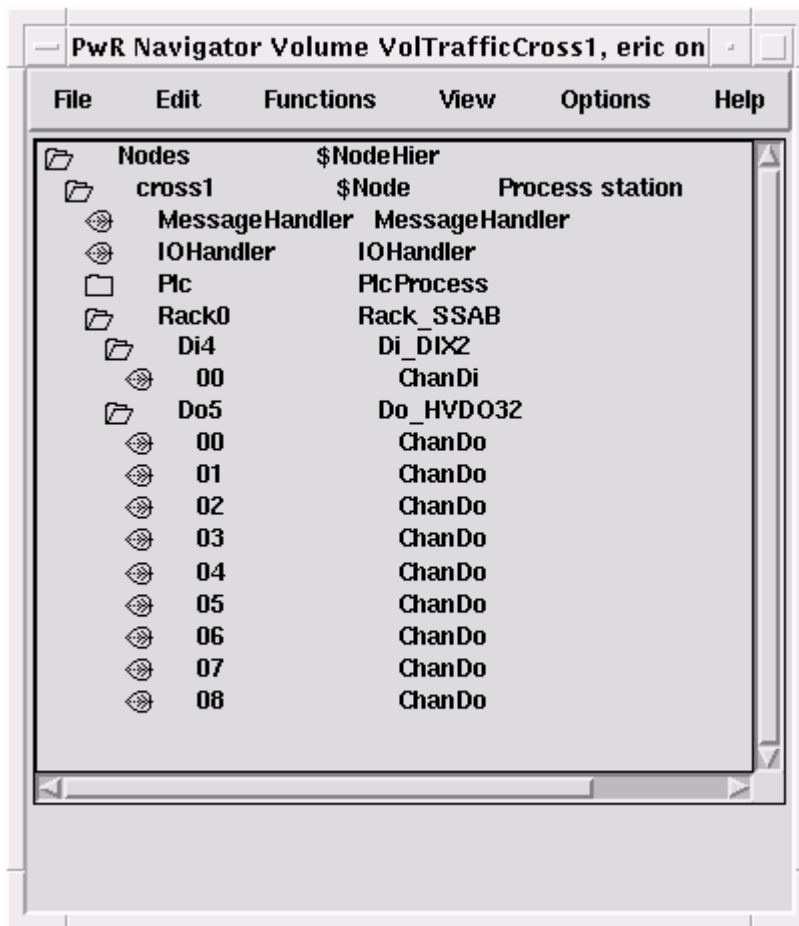 PwR Navigator Volume VolTrafficCross1, eric on
File Edit Functions View Options Help
Nodes $NodeHier
cross1 $Node Process station
MessageHandler MessageHandler
IOHandler IOHandler
Plc PlcProcess
Rack0 Rack_SSAB
Di4 Di_DIX2
00 ChanDi
Do5 Do_HVDO32
00 ChanDo
01 ChanDo
02 ChanDo
03 ChanDo
04 ChanDo
05 ChanDo
06 ChanDo
07 ChanDo
08 ChanDo